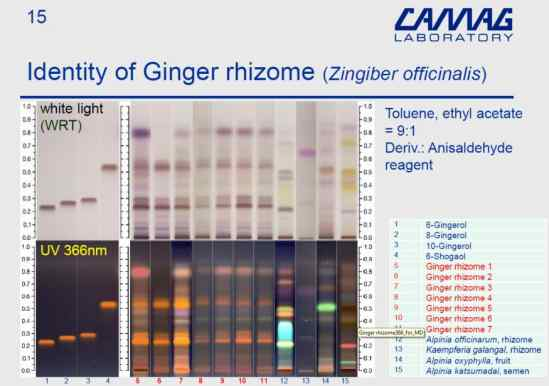 15
CAMAG
LABORATORY
Identity of Ginger rhizome (Zingiber officinalis)
white light
(WRT)
Toluene, ethyl acetate
= 9:1
Deriv.: Anisaldehyde
reagent
UV 366nm
1 6-Gingerol
2 8-Gingerol
3 10-Gingerol
4 6-Shogaol
5 Ginger rhizome 1
6 Ginger rhizome 2
7 Ginger rhizome 3
8 Ginger rhizome 4
9 Ginger rhizome 5
10 Ginger rhizome 6
Ginger rhizome 7
12 Alpinia officinarum, rhizome
13 Kaempferia galangal, rhizome
14 Alpinia oxyphylla, fruit
15 Alpinia katsumadai, semen
1 2 3 4 5 6 7 8 9 10 11 12 13 14 15